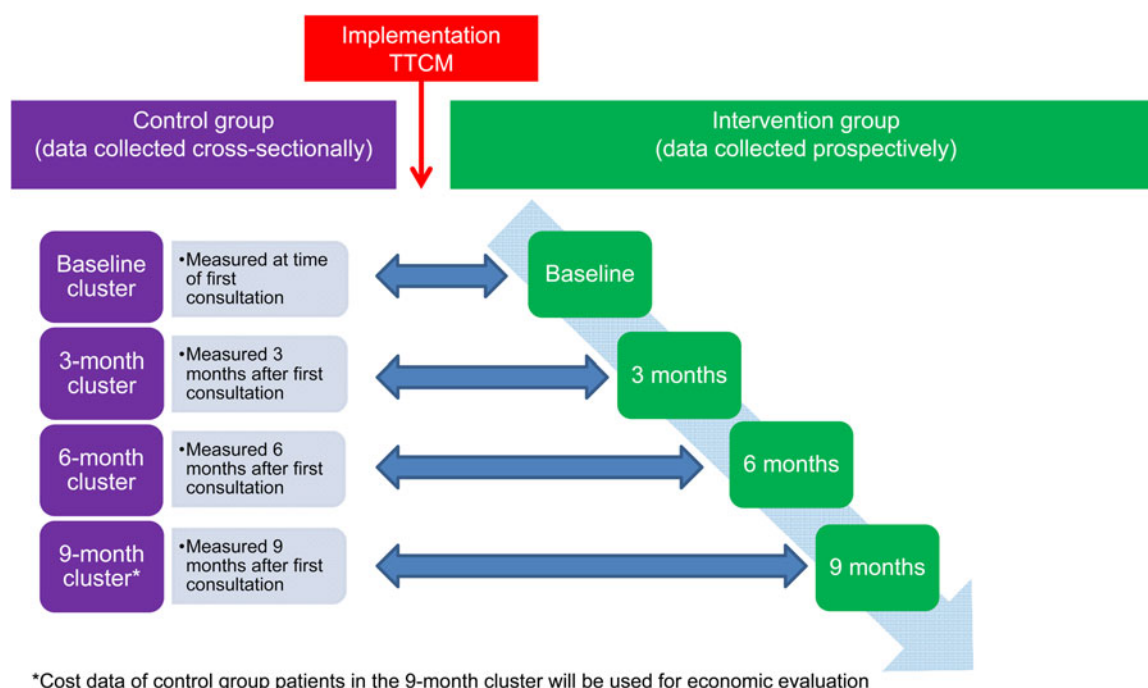 Implementation
TTCM
Control group
(data collected cross-sectionally)
Intervention group
(data collected prospectively)
Baseline
cluster
•Measured at time
of first
consultation
Baseline
3-month
cluster
•Measured 3
months after first
consultation
3 months
6-month
cluster
•Measured 6
months after first
consultation
6 months
9-month
cluster*
•Measured 9
months after first
consultation
9 months
*Cost data of control group patients in the 9-month cluster will be used for economic evaluation